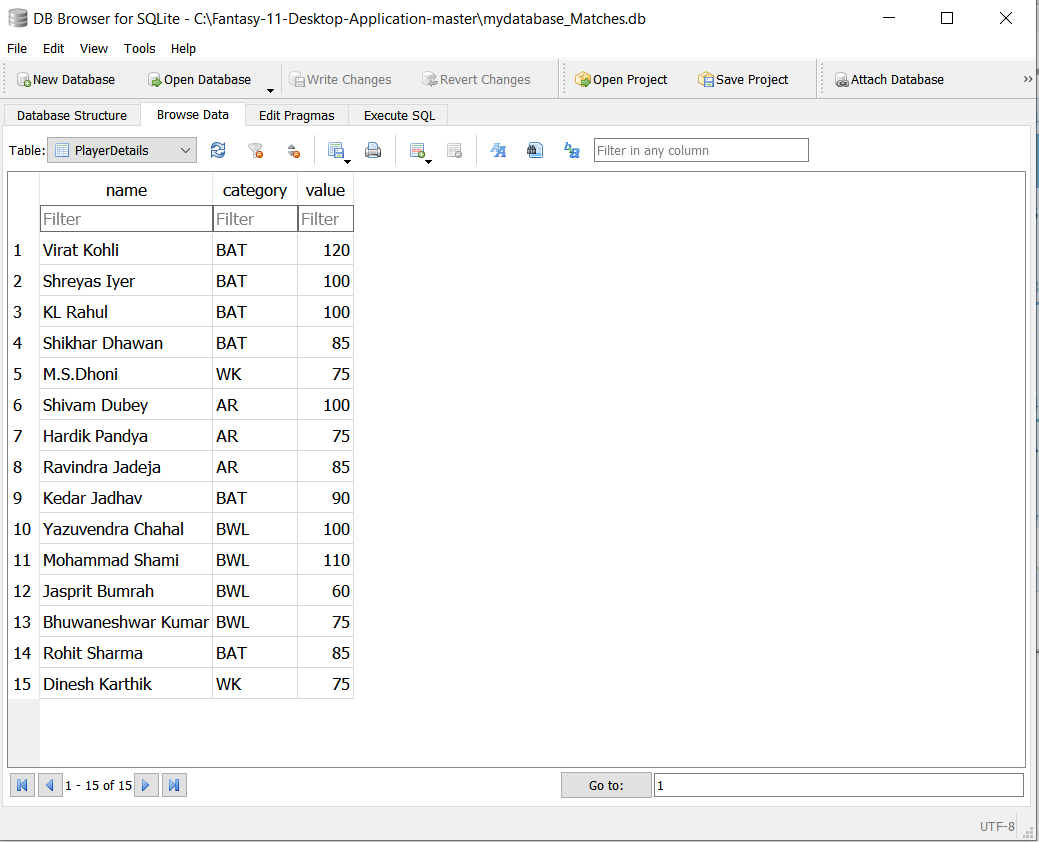 DB Browser for SQLite - C:\Fantasy-11-Desktop-Application-master\mydatabase_Matches.db
File Edit View Tools Help
New Database Open Database Write Changes Revert Changes Open Project Save Project Attach Database »
Database Structure Browse Data Edit Pragmas Execute SQL
Table: PlayerDetails Filter in any column
name category value
Filter Filter Filter
1 Virat Kohli BAT 120
2 Shreyas Iyer BAT 100
3 KL Rahul BAT 100
4 Shikhar Dhawan BAT 85
5 M.S.Dhoni WK 75
6 Shivam Dubey AR 100
7 Hardik Pandya AR 75
8 Ravindra Jadeja AR 85
9 Kedar Jadhav BAT 90
10 Yazuvendra Chahal BWL 100
11 Mohammad Shami BWL 110
12 Jasprit Bumrah BWL 60
13 Bhuwaneshwar Kumar BWL 75
14 Rohit Sharma BAT 85
15 Dinesh Karthik WK 75
1 - 15 of 15 Go to: 1
UTF-8